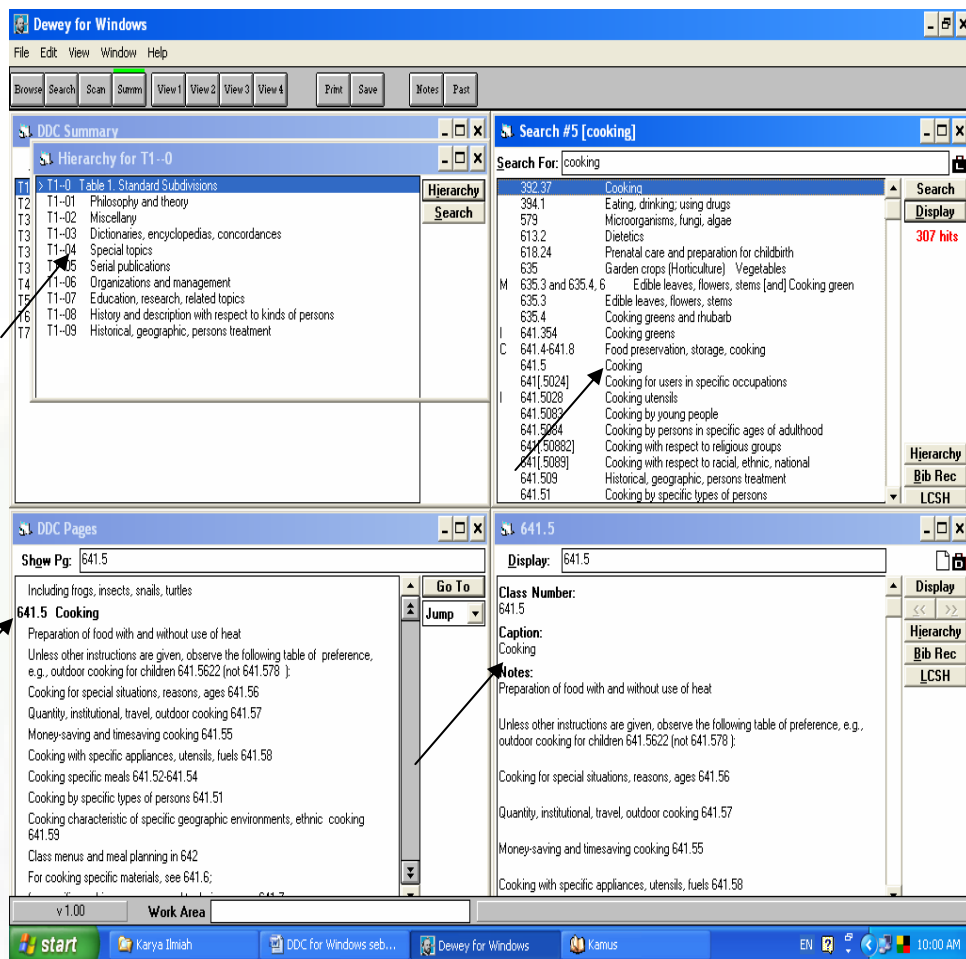 Dewey for Windows
File Edit View Window Help
Browse Search Scan Summ View 1 View 2 View 3 View 4 Print Save Notes Past
DDC Summary
Hierarchy for T1--0
T1
T2
T3
T3
T3
T3
T4
T5
T6
T7
> T1--0 Table 1. Standard Subdivisions
T1--01 Philosophy and theory
T1--02 Miscellany
T1--03 Dictionaries, encyclopedias, concordances
T1--04 Special topics
T1--05 Serial publications
T1--06 Organizations and management
T1--07 Education, research, related topics
T1--08 History and description with respect to kinds of persons
T1--09 Historical, geographic, persons treatment
Hierarchy
Search
Search #5 [cooking]
Search For: cooking
392.37 Cooking
394.1 Eating, drinking; using drugs
579 Microorganisms, fungi, algae
613.2 Dietetics
618.24 Prenatal care and preparation for childbirth
635 Garden crops (Horticulture) Vegetables
M 635.3 and 635.4, 6 Edible leaves, flowers, stems [and] Cooking green
635.3 Edible leaves, flowers, stems
635.4 Cooking greens and rhubarb
I 641.354 Cooking greens
C 641.4-641.8 Food preservation, storage, cooking
641.5 Cooking
641[.5024] Cooking for users in specific occupations
I 641.5028 Cooking utensils
641.5083 Cooking by young people
641.5084 Cooking by persons in specific ages of adulthood
641[.50882] Cooking with respect to religious groups
641[.5089] Cooking with respect to racial, ethnic, national
641.509 Historical, geographic, persons treatment
641.51 Cooking by specific types of persons
Search
Display
307 hits
Hierarchy
Bib Rec
LCSH
DDC Pages
Show Pg: 641.5
Go To
Jump
Including frogs, insects, snails, turtles
641.5 Cooking
Preparation of food with and without use of heat
Unless other instructions are given, observe the following table of preference,
e.g., outdoor cooking for children 641.5622 (not 641.578 ):
Cooking for special situations, reasons, ages 641.56
Quantity, institutional, travel, outdoor cooking 641.57
Money-saving and timesaving cooking 641.55
Cooking with specific appliances, utensils, fuels 641.58
Cooking specific meals 641.52-641.54
Cooking by specific types of persons 641.51
Cooking characteristic of specific geographic environments, ethnic cooking
641.59
Class menus and meal planning in 642
For cooking specific materials, see 641.6;
641.5
Display: 641.5
Class Number:
641.5
Caption:
Cooking
Notes:
Preparation of food with and without use of heat
Unless other instructions are given, observe the following table of preference, e.g.,
outdoor cooking for children 641.5622 (not 641.578 ):
Cooking for special situations, reasons, ages 641.56
Quantity, institutional, travel, outdoor cooking 641.57
Money-saving and timesaving cooking 641.55
Cooking with specific appliances, utensils, fuels 641.58
Display
<< >>
Hierarchy
Bib Rec
LCSH
v 1.00 Work Area
start Karya Ilmiah DDC for Windows seb... Dewey for Windows Kamus EN 10:00 AM